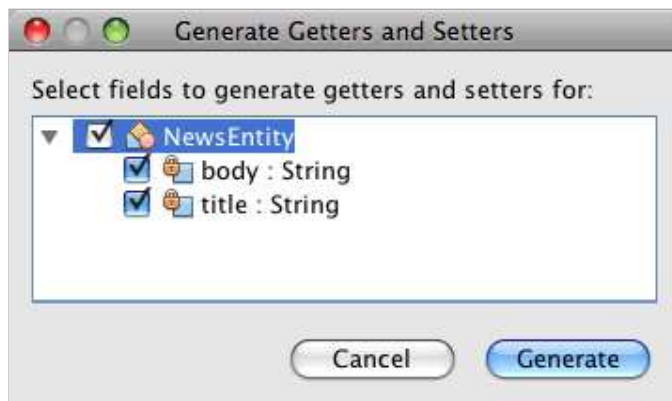 Generate Getters and Setters
Select fields to generate getters and setters for:
NewsEntity
body : String
title : String
Cancel Generate